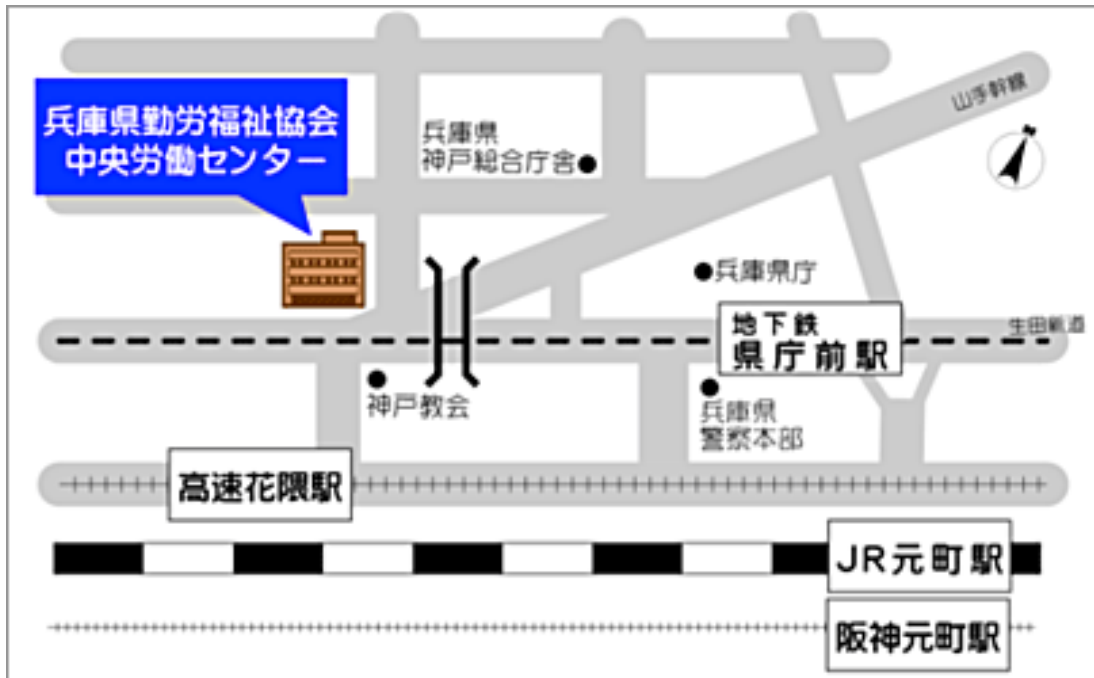 山手幹線
兵庫県勤労福祉協会
中央労働センター
兵庫県
神戸総合庁舎
兵庫県庁
地下鉄
県庁前駅
生田新道
神戸教会
兵庫県
警察本部
高速花隈駅
JR元町駅
阪神元町駅